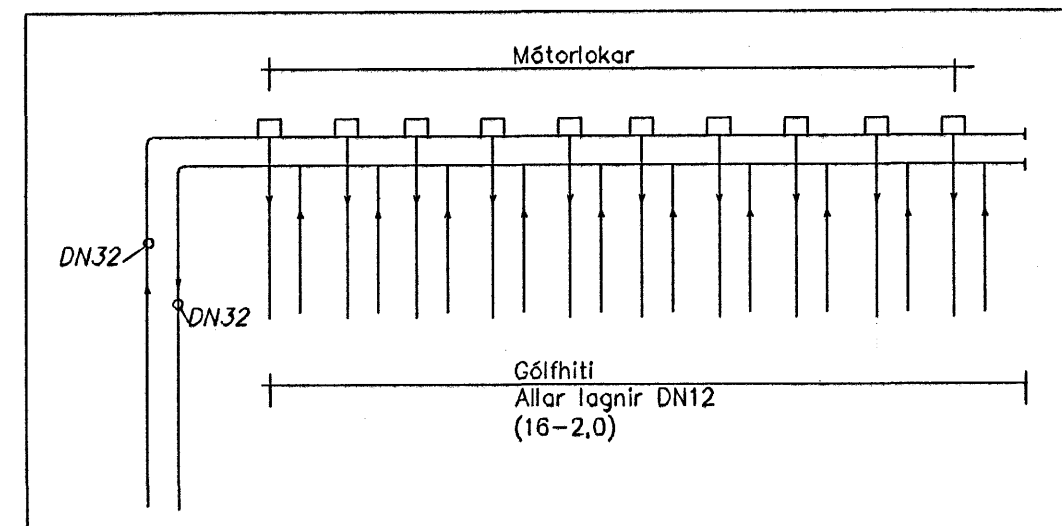 Mótorlokar
DN32
DN32
Gólfhiti
Allar lagnir DN12
(16-2,0)